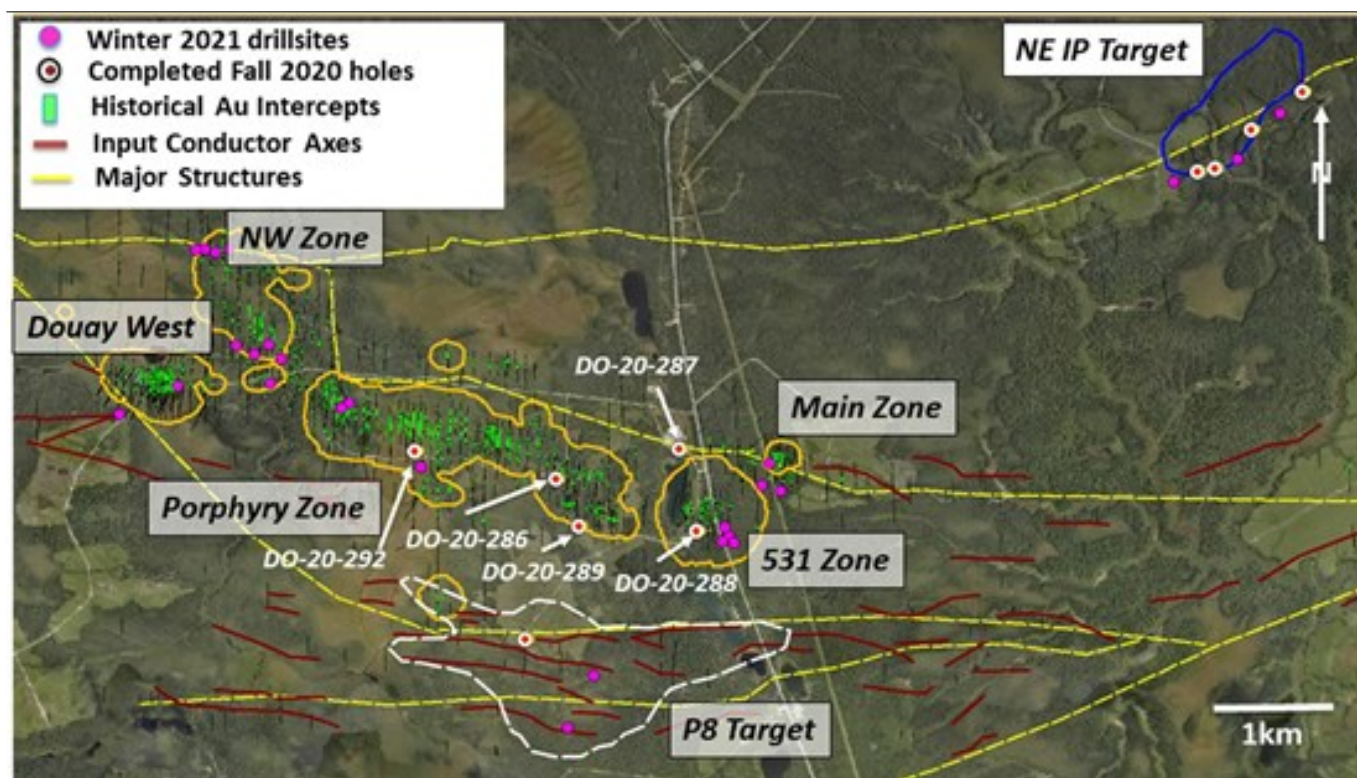 Winter 2021 drillsites
Completed Fall 2020 holes
Historical Au Intercepts
Input Conductor Axes
Major Structures
NE IP Target
N
NW Zone
Douay West
DO-20-287
Main Zone
Porphyry Zone
DO-20-286
DO-20-292
DO-20-289
DO-20-288
531 Zone
P8 Target
1km